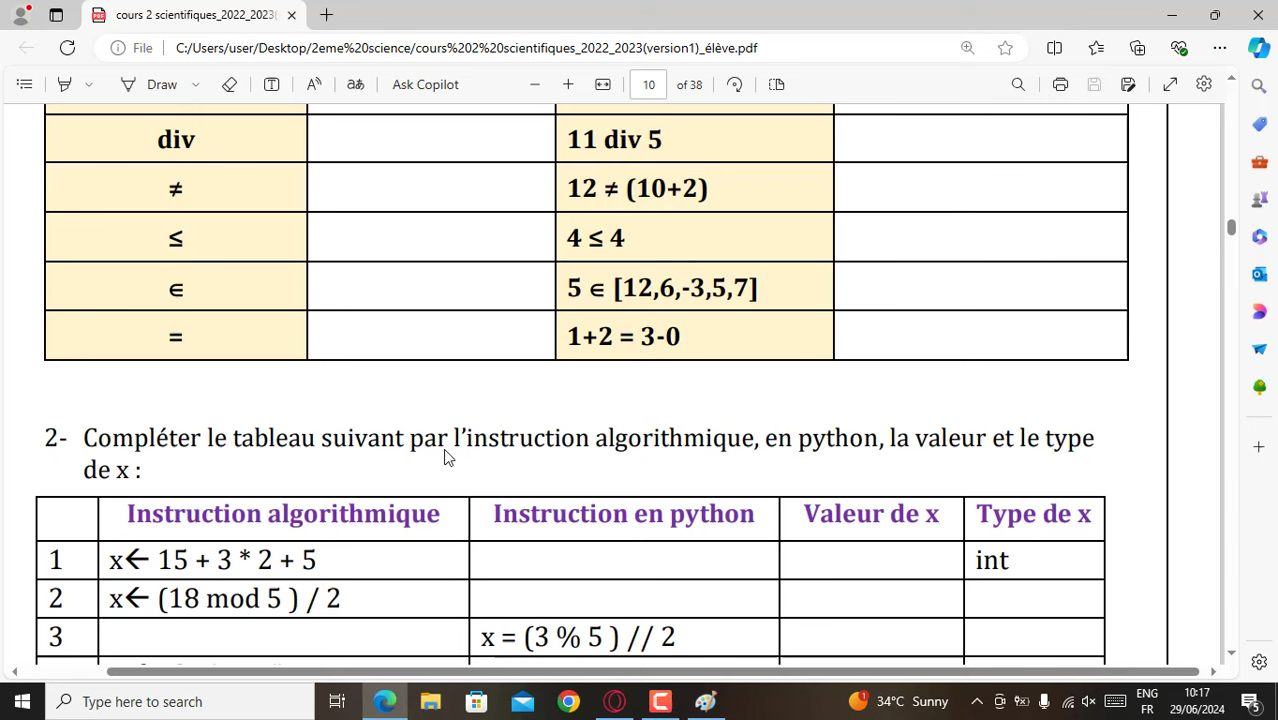 cours 2 scientifiques_2022_2023(
File
C:/Users/user/Desktop/2eme%20science/cours%202%20scientifiques_2022_2023(version1)_élève.pdf
Draw
aあ
Ask Copilot
10 of 38
div 11 div 5
≠ 12 ≠ (10+2)
≤ 4 ≤ 4
∈ 5 ∈ [12,6,-3,5,7]
= 1+2 = 3-0
2- Compléter le tableau suivant par l’instruction algorithmique, en python, la valeur et le type
de x :
Instruction algorithmique Instruction en python Valeur de x Type de x
1 x← 15 + 3 * 2 + 5 int
2 x← (18 mod 5 ) / 2
3 x = (3 % 5 ) // 2
Type here to search
34°C Sunny
ENG
FR
10:17
29/06/2024
5